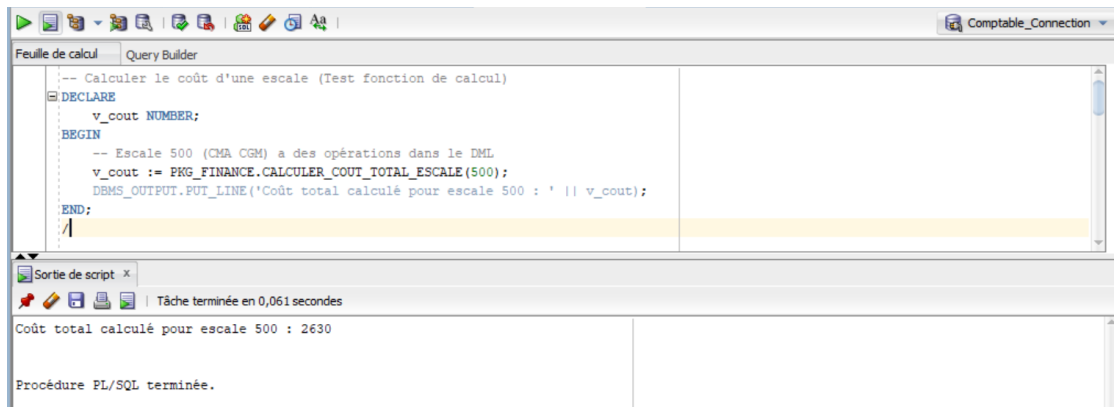 Comptable_Connection
Feuille de calcul Query Builder
-- Calculer le coût d'une escale (Test fonction de calcul)
DECLARE
v_cout NUMBER;
BEGIN
-- Escale 500 (CMA CGM) a des opérations dans le DML
v_cout := PKG_FINANCE.CALCULER_COUT_TOTAL_ESCALE(500);
DBMS_OUTPUT.PUT_LINE('Coût total calculé pour escale 500 : ' || v_cout);
END;
/
Sortie de script x
Tâche terminée en 0,061 secondes
Coût total calculé pour escale 500 : 2630
Procédure PL/SQL terminée.